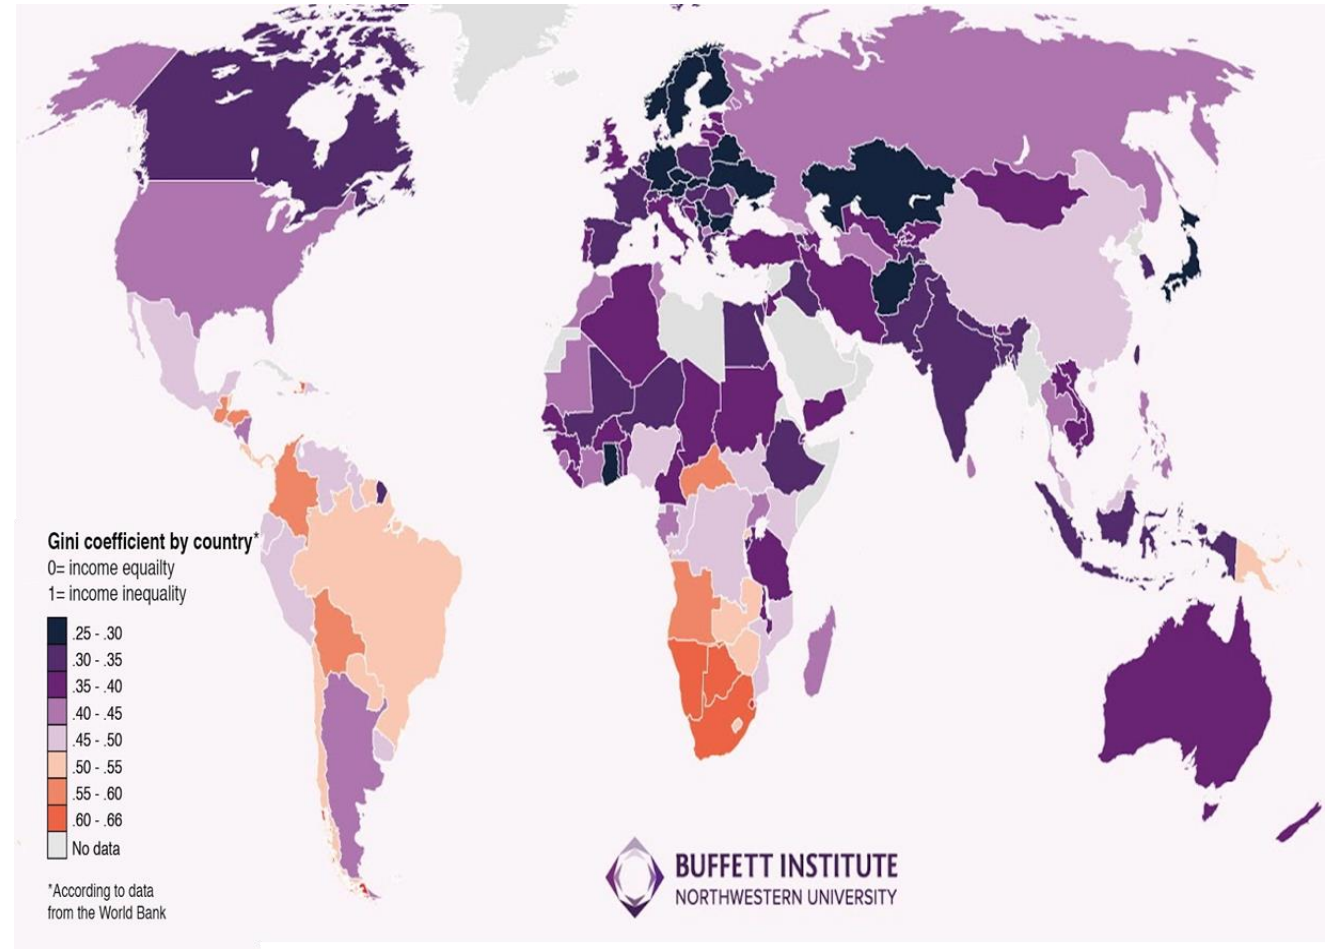 Gini coefficient by country*
0= income equailty
1= income inequality
.25 - .30
.30 - .35
.35 - .40
.40 - .45
.45 - .50
.50 - .55
.55 - .60
.60 - .66
No data
*According to data
from the World Bank
BUFFETT INSTITUTE
NORTHWESTERN UNIVERSITY